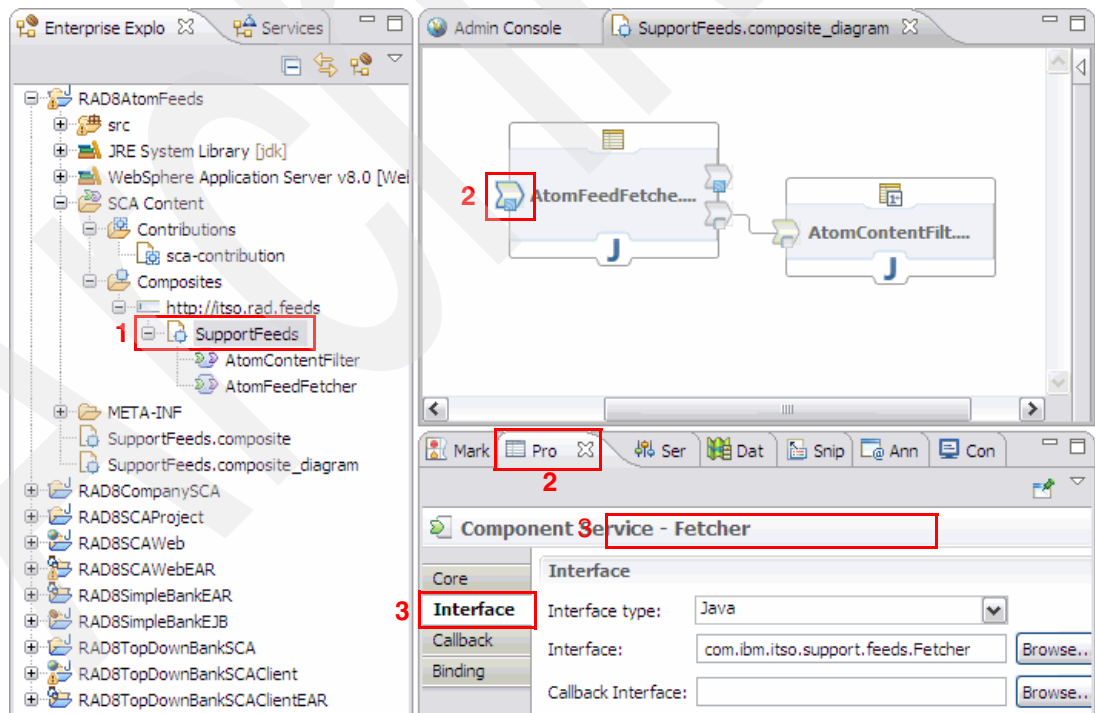 Enterprise Explo
Services
RAD8AtomFeeds
src
JRE System Library [jdk]
WebSphere Application Server v8.0 [Wel
SCA Content
Contributions
sca-contribution
Composites
http://itso.rad.feeds
1
SupportFeeds
AtomContentFilter
AtomFeedFetcher
META-INF
SupportFeeds.composite
SupportFeeds.composite_diagram
RAD8CompanySCA
RAD8SCAProject
RAD8SCAWeb
RAD8SCAWebEAR
RAD8SimpleBankEAR
RAD8SimpleBankEJB
RAD8TopDownBankSCA
RAD8TopDownBankSCAClient
RAD8TopDownBankSCAClientEAR
Admin Console
SupportFeeds.composite_diagram
2
AtomFeedFetche....
AtomContentFilt....
Mark
Pro
Ser
Dat
Snip
Ann
Con
2
Component Service - Fetcher
3
Core
Interface
3
Callback
Binding
Interface
Interface type:
Java
Interface:
com.ibm.itso.support.feeds.Fetcher
Browse..
Callback Interface:
Browse..